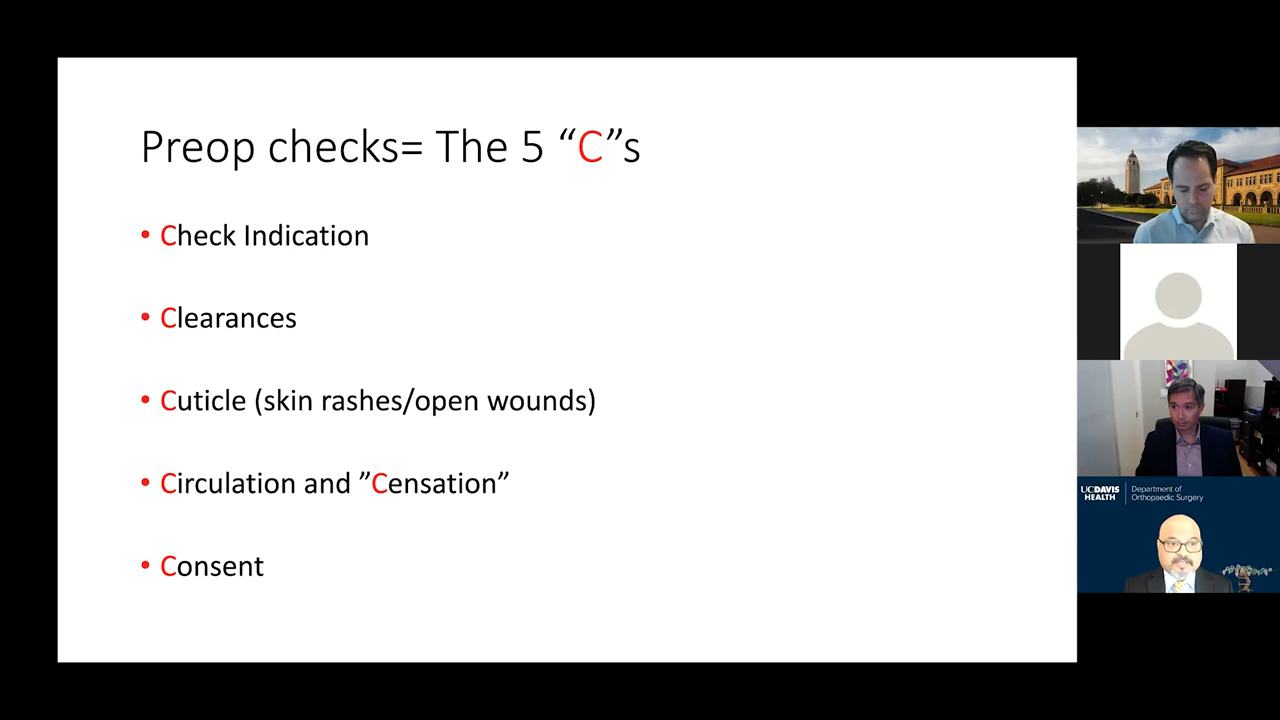 Preop checks= The 5 “C”s
• Check Indication
• Clearances
• Cuticle (skin rashes/open wounds)
• Circulation and ”Censation”
• Consent
UCDAVIS
HEALTH
Department of
Orthopaedic Surgery